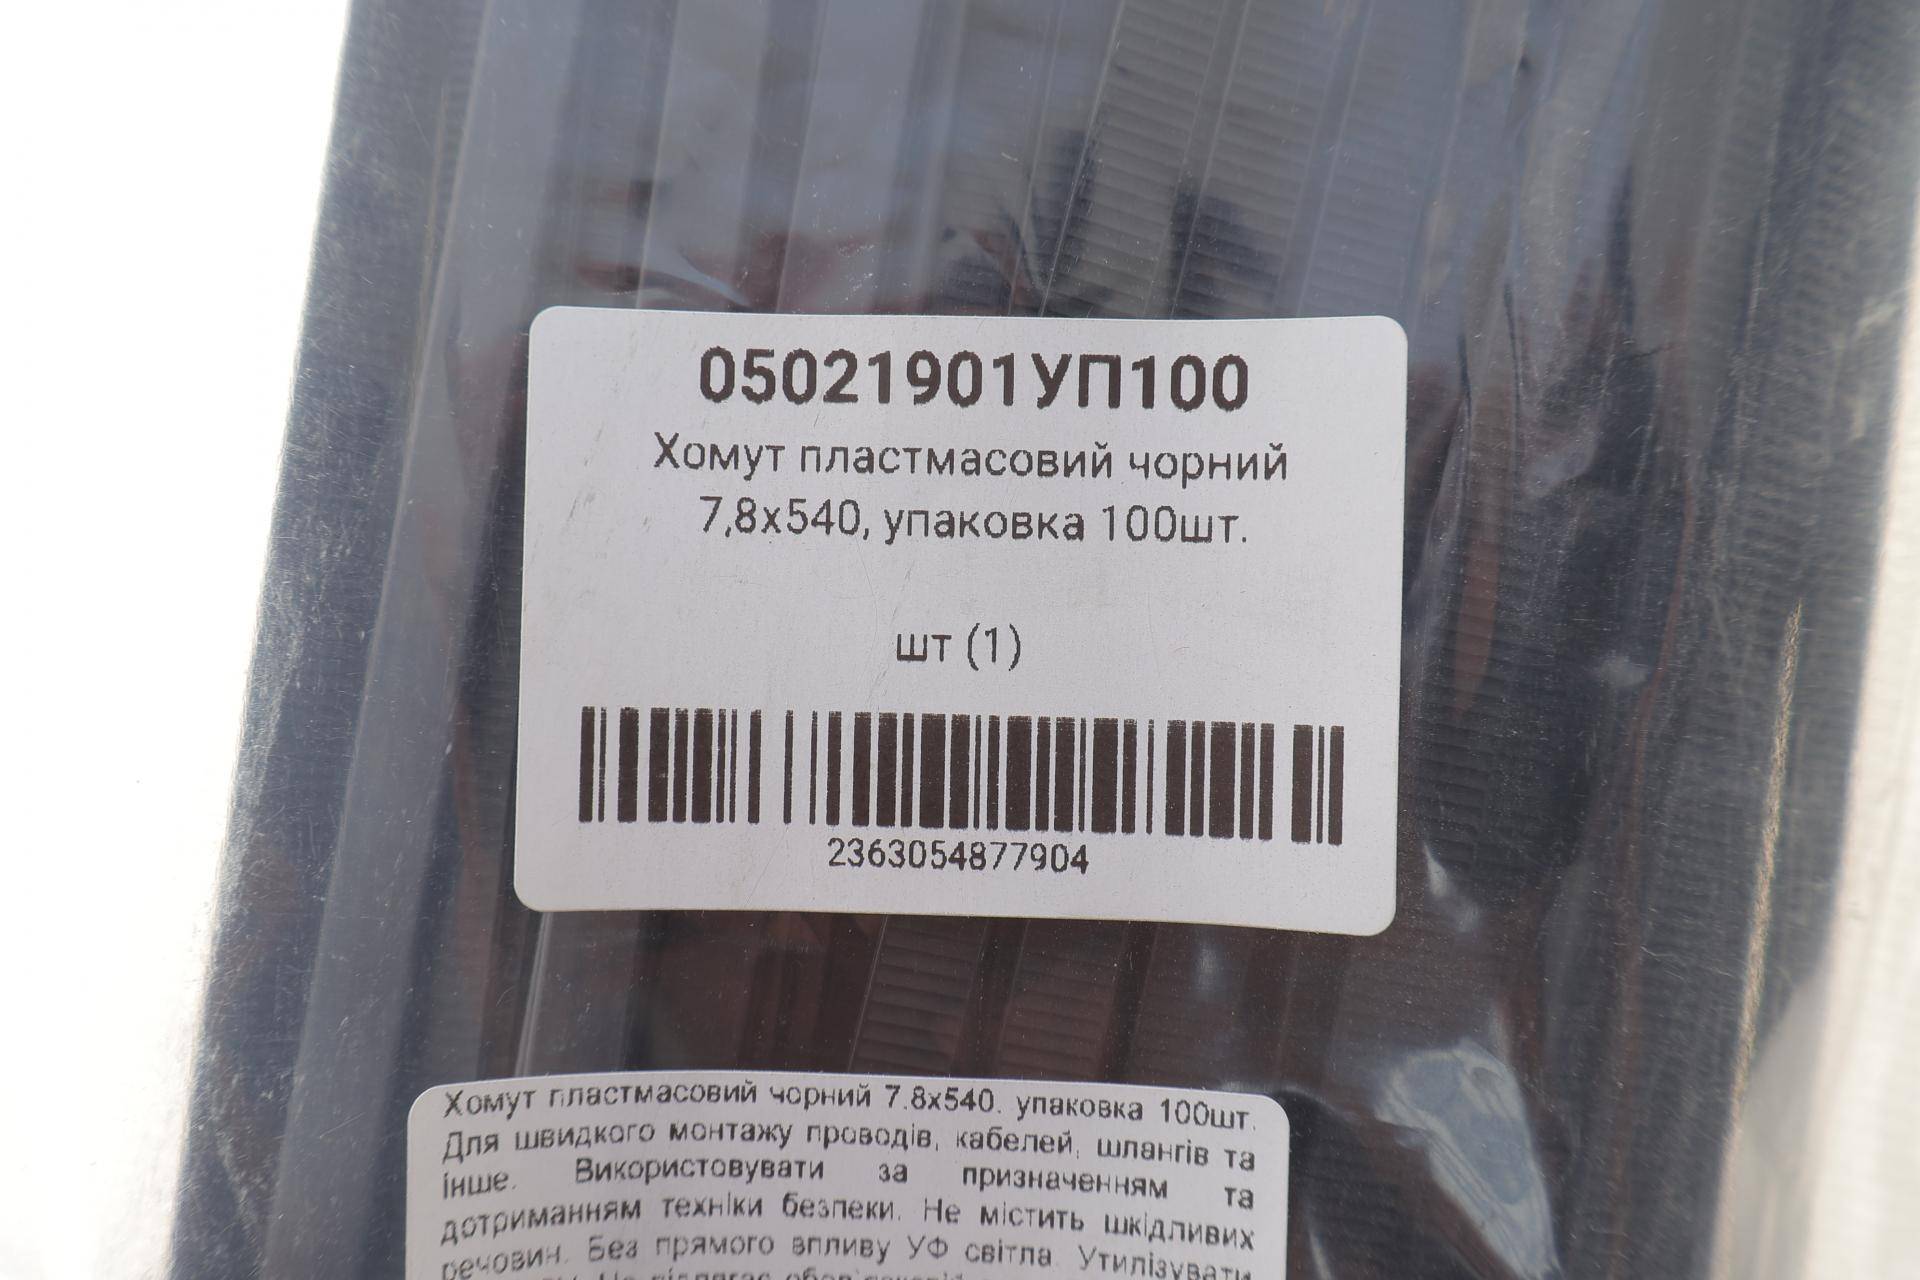 05021901УП100
Хомут пластмасовий чорний
7,8х540, упаковка 100шт.
шт (1)
2363054877904
Хомут пластмасовий чорний 7.8х540. упаковка 100шт.
Для швидкого монтажу проводів, кабелей, шлангів та
інше. Використовувати за призначенням та
дотриманням техніки безпеки. Не містить шкідливих
речовин. Без прямого впливу УФ світла. Утилізувати